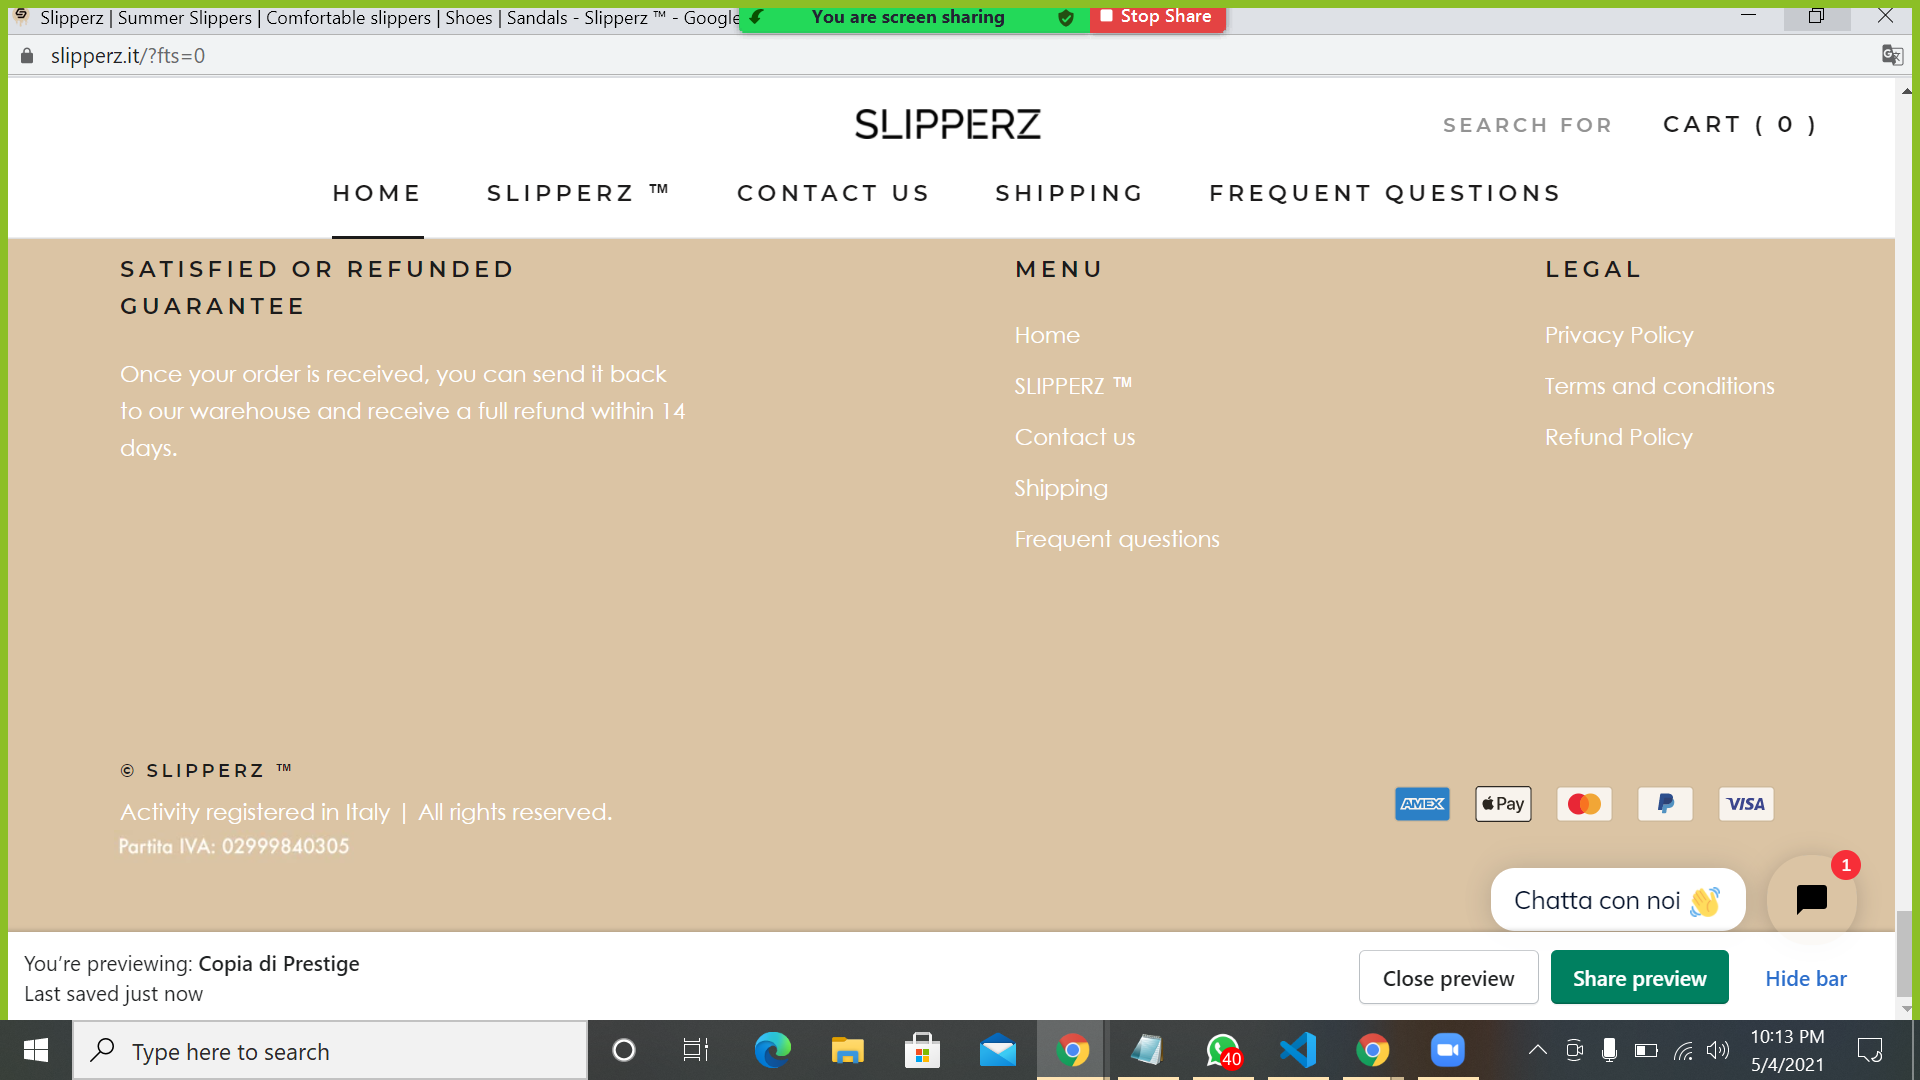 Slipperz | Summer Slippers | Comfortable slippers | Shoes | Sandals - Slipperz ™ - Google
You are screen sharing
Stop Share
slipperz.it/?fts=0
SLIPPERZ
SEARCH FOR
CART ( 0 )
HOME
SLIPPERZ ™
CONTACT US
SHIPPING
FREQUENT QUESTIONS
SATISFIED OR REFUNDED
GUARANTEE
Once your order is received, you can send it back
to our warehouse and receive a full refund within 14
days.
MENU
Home
SLIPPERZ ™
Contact us
Shipping
Frequent questions
LEGAL
Privacy Policy
Terms and conditions
Refund Policy
© SLIPPERZ ™
Activity registered in Italy | All rights reserved.
Partita IVA: 02999840305
AMEX
Pay
VISA
Chatta con noi 👋
1
You’re previewing: Copia di Prestige
Last saved just now
Close preview
Share preview
Hide bar
Type here to search
40
10:13 PM
5/4/2021